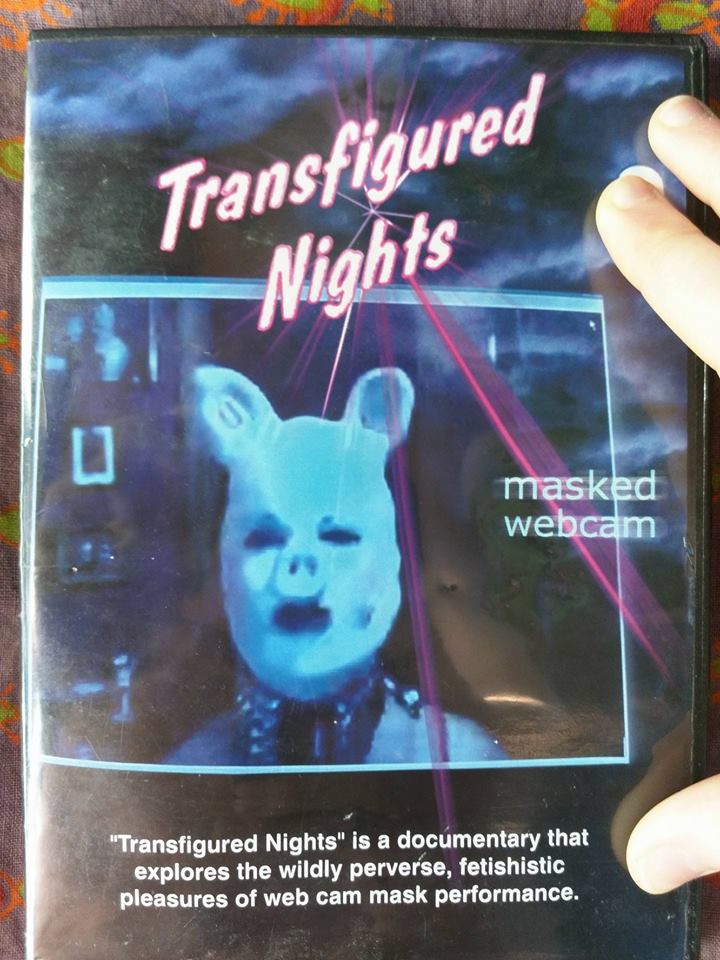 Transfigured
Nights
masked
webcam
"Transfigured Nights" is a documentary that
explores the wildly perverse, fetishistic
pleasures of web cam mask performance.